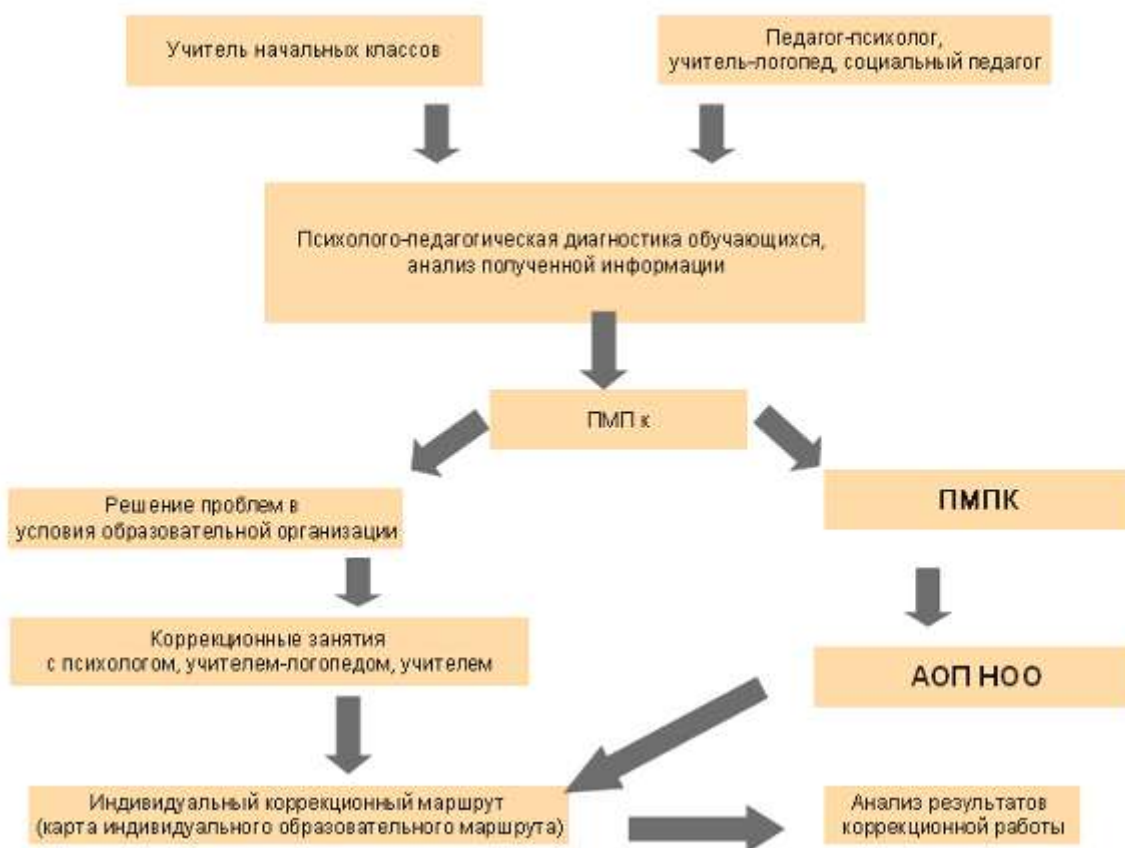 Учитель начальных классов
Педагог-психолог,
учитель-логопед, социальный педагог
Психолого-педагогическая диагностика обучающихся,
анализ полученной информации
ПМП к
Решение проблем в
условия образовательной организации
ПМПК
Коррекционные занятия
с психологом, учителем-логопедом, учителем
АОП НОО
Индивидуальный коррекционный маршрут
(карта индивидуального образовательного маршрута)
Анализ результатов
коррекционной работы